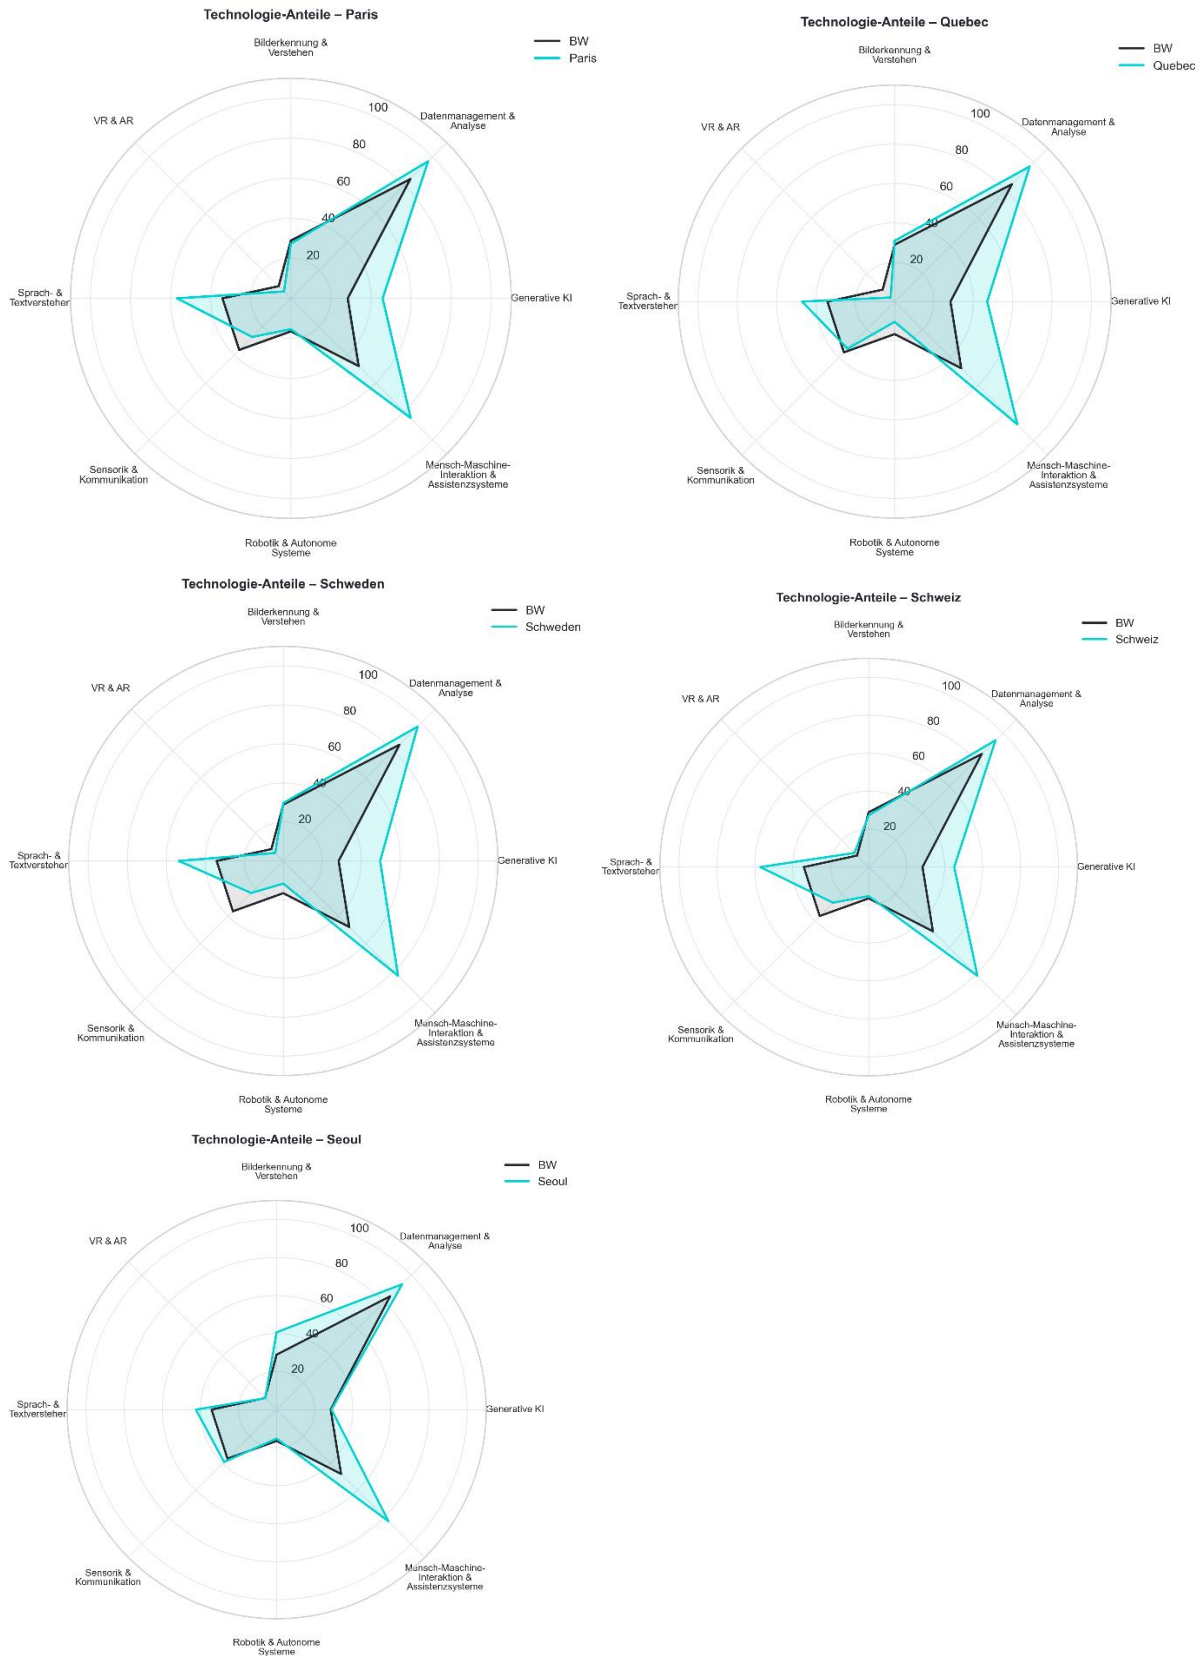 Technologie-Anteile – Paris
BW
Paris
Bilderkennung &
Verstehen
Datenmanagement &
Analyse
Generative KI
Mensch-Maschine-
Interaktion &
Assistenzsysteme
Robotik & Autonome
Systeme
Sensorik &
Kommunikation
Sprach- &
Textverstehen
VR & AR
100
80
60
40
20
Technologie-Anteile – Quebec
BW
Quebec
Bilderkennung &
Verstehen
Datenmanagement &
Analyse
Generative KI
Mensch-Maschine-
Interaktion &
Assistenzsysteme
Robotik & Autonome
Systeme
Sensorik &
Kommunikation
Sprach- &
Textverstehen
VR & AR
100
80
60
40
20
Technologie-Anteile – Schweden
BW
Schweden
Bilderkennung &
Verstehen
Datenmanagement &
Analyse
Generative KI
Mensch-Maschine-
Interaktion &
Assistenzsysteme
Robotik & Autonome
Systeme
Sensorik &
Kommunikation
Sprach- &
Textverstehen
VR & AR
100
80
60
40
20
Technologie-Anteile – Schweiz
BW
Schweiz
Bilderkennung &
Verstehen
Datenmanagement &
Analyse
Generative KI
Mensch-Maschine-
Interaktion &
Assistenzsysteme
Robotik & Autonome
Systeme
Sensorik &
Kommunikation
Sprach- &
Textverstehen
VR & AR
100
80
60
40
20
Technologie-Anteile – Seoul
BW
Seoul
Bilderkennung &
Verstehen
Datenmanagement &
Analyse
Generative KI
Mensch-Maschine-
Interaktion &
Assistenzsysteme
Robotik & Autonome
Systeme
Sensorik &
Kommunikation
Sprach- &
Textverstehen
VR & AR
100
80
60
40
20